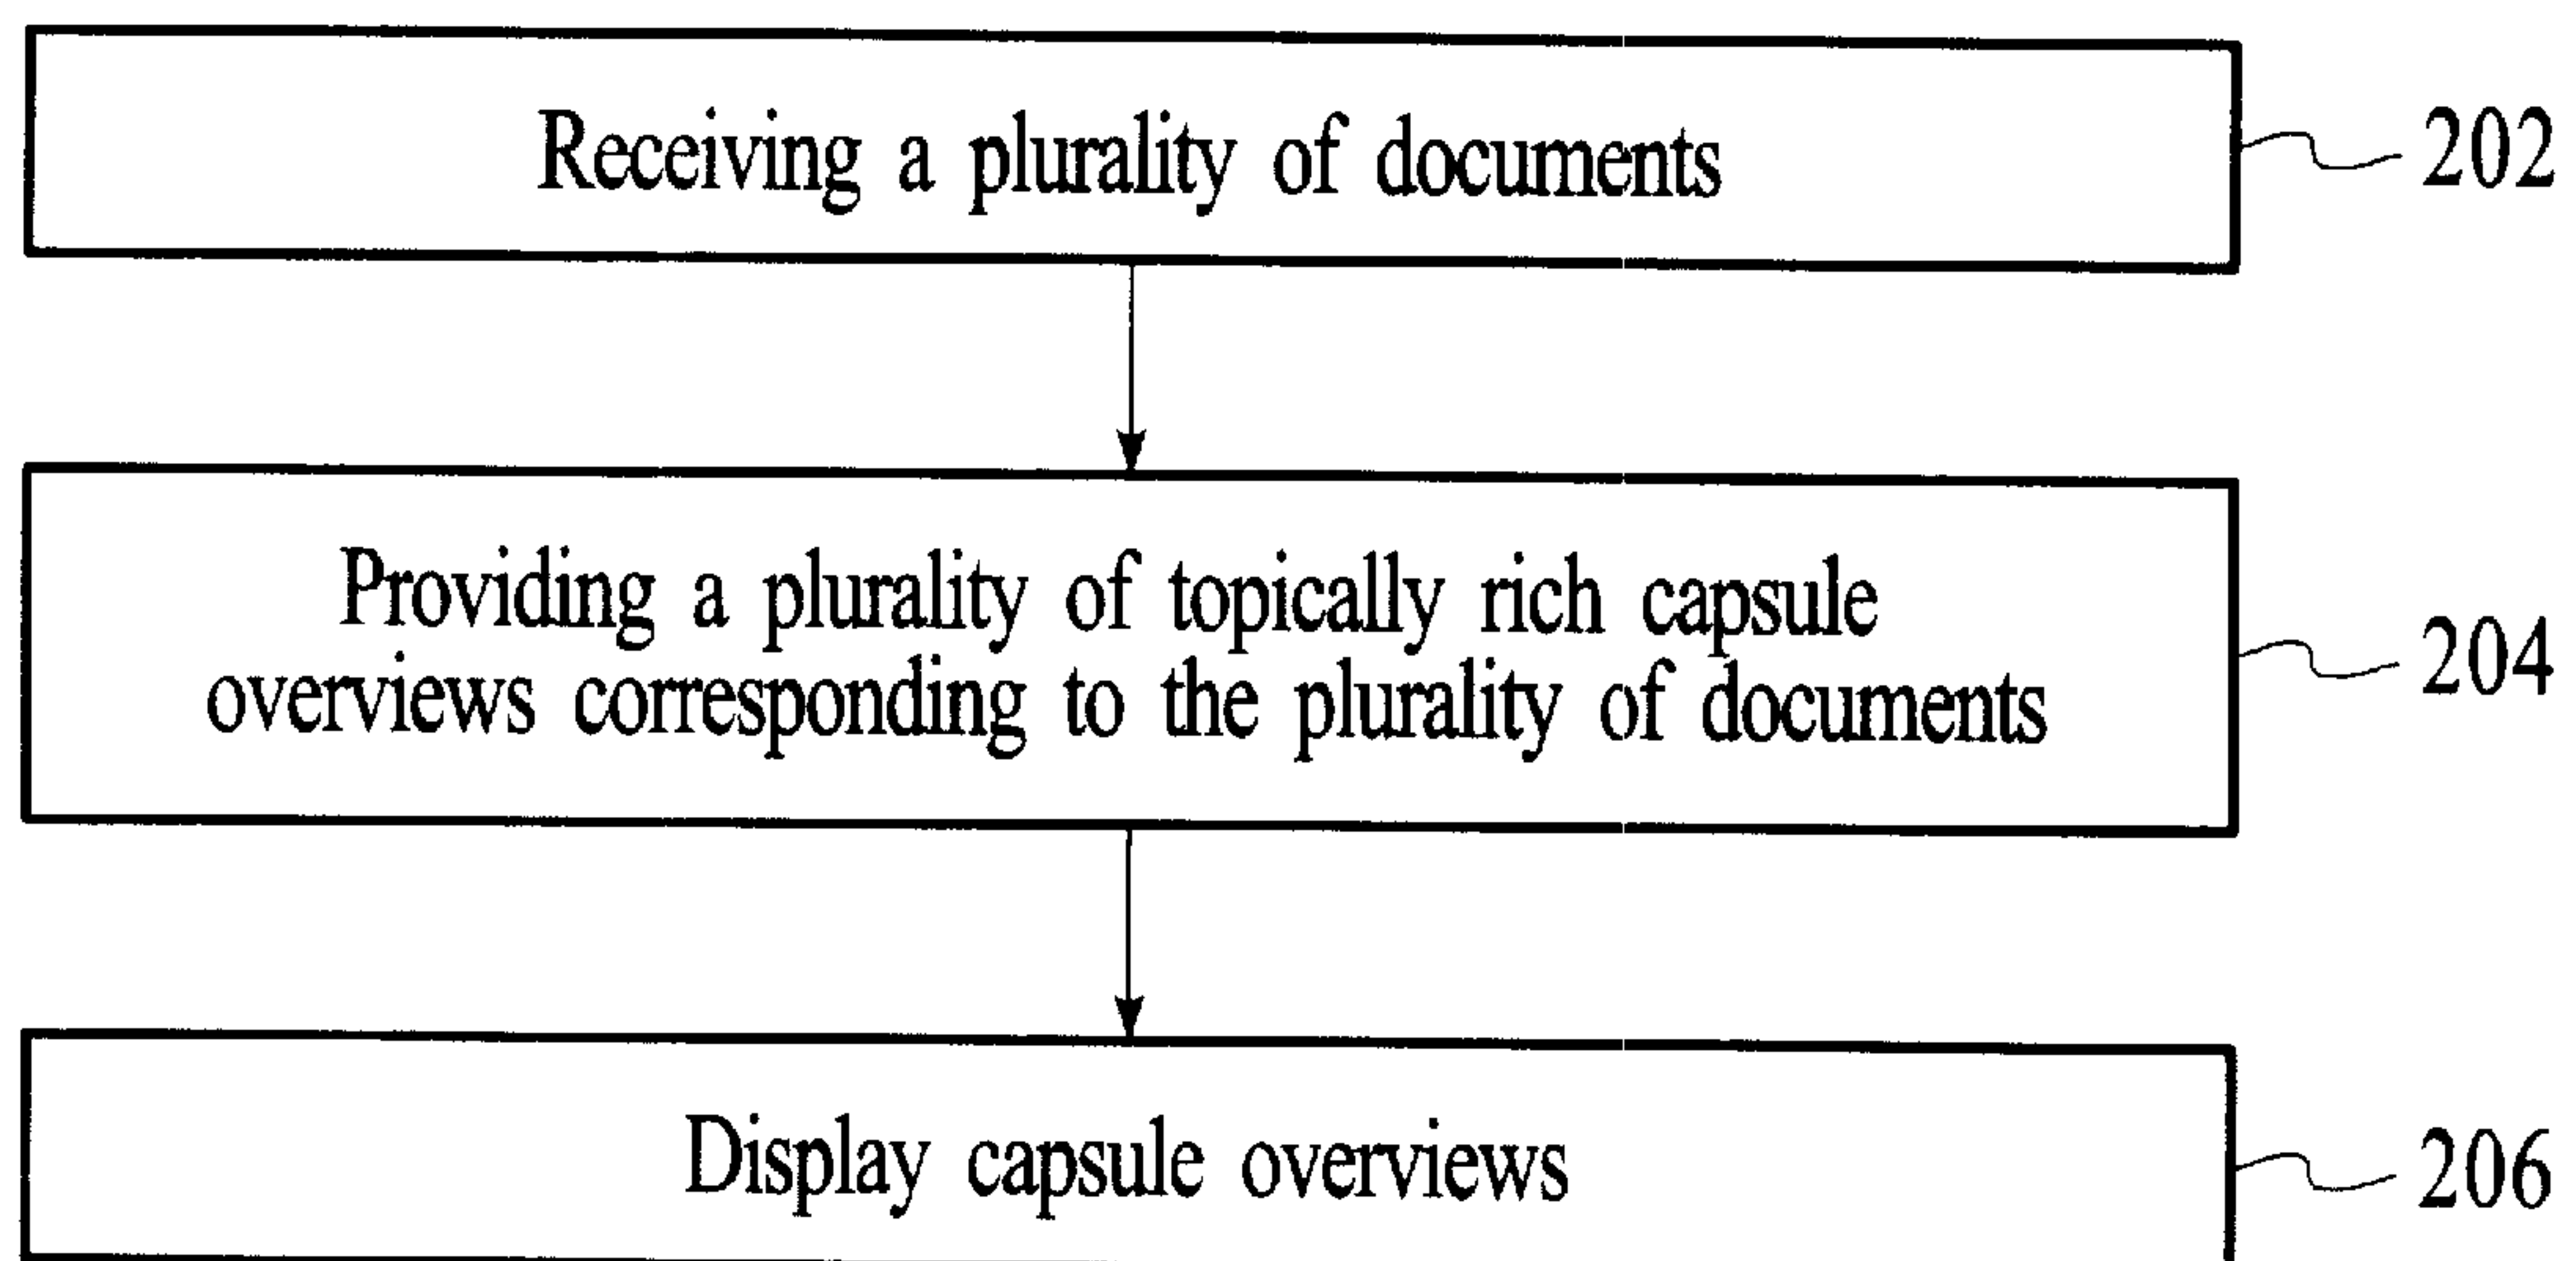 Receiving a plurality of documents
202
Providing a plurality of topically rich capsule
overviews corresponding to the plurality of documents
204
Display capsule overviews
206